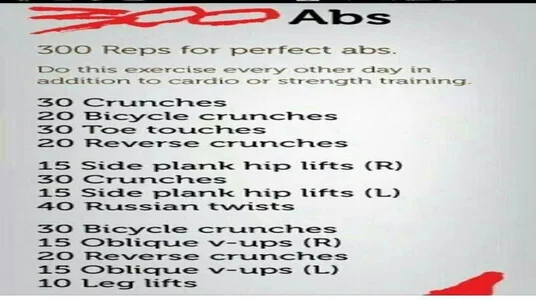 300 Abs
300 Reps for perfect abs.
Do this exercise every other day in
addition to cardio or strength training.
30 Crunches
20 Bicycle crunches
30 Toe touches
20 Reverse crunches
15 Side plank hip lifts (R)
30 Crunches
15 Side plank hip lifts (L)
40 Russian twists
30 Bicycle crunches
15 Oblique v-ups (R)
20 Reverse crunches
15 Oblique v-ups (L)
10 Leg lifts